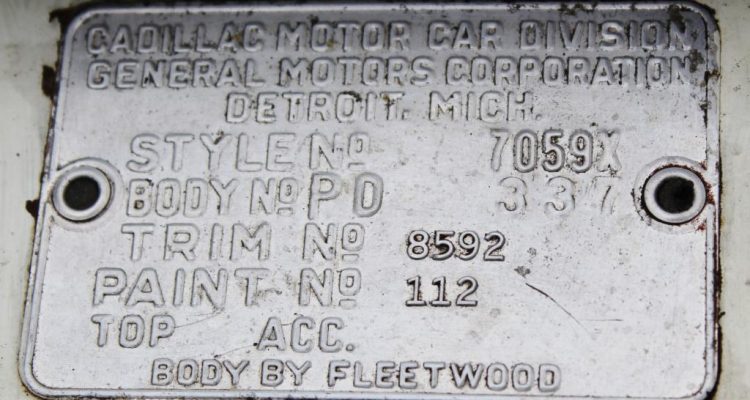 CADILLAC MOTOR CAR DIVISION
GENERAL MOTORS CORPORATION
DETROIT. MICH.
STYLE Nº 7059X
BODY Nº PD 337
TRIM Nº 8592
PAINT Nº 112
TOP ACC.
BODY BY FLEETWOOD